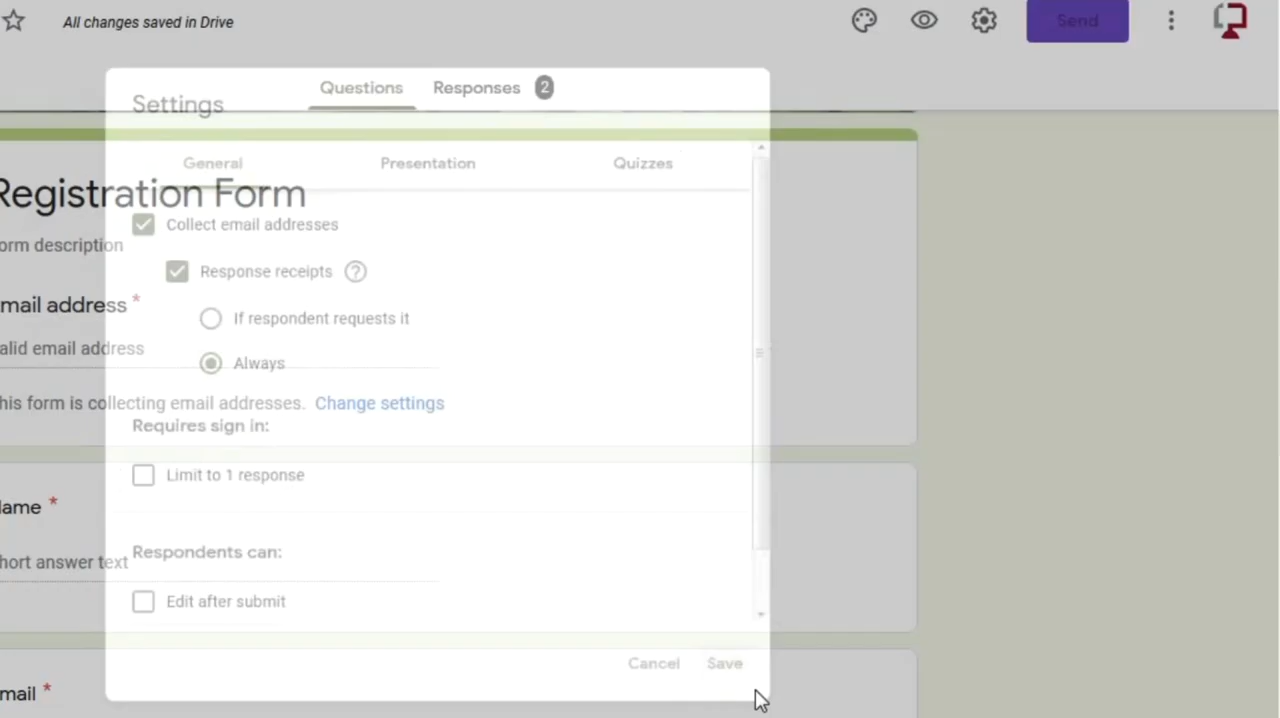 All changes saved in Drive
Send
Questions
Responses 2
Settings
General
Presentation
Quizzes
Registration Form
Collect email addresses
orm description
Response receipts ?
mail address *
If respondent requests it
alid email address
Always
his form is collecting email addresses. Change settings
Requires sign in:
Limit to 1 response
ame *
Respondents can:
hort answer text
Edit after submit
Cancel
Save
mail *